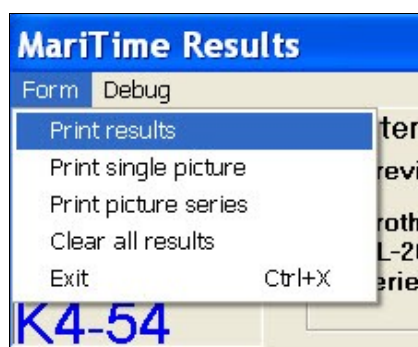 MariTime Results
Form Debug
Print results
Print single picture
Print picture series
Clear all results
Exit Ctrl+X
K4-54